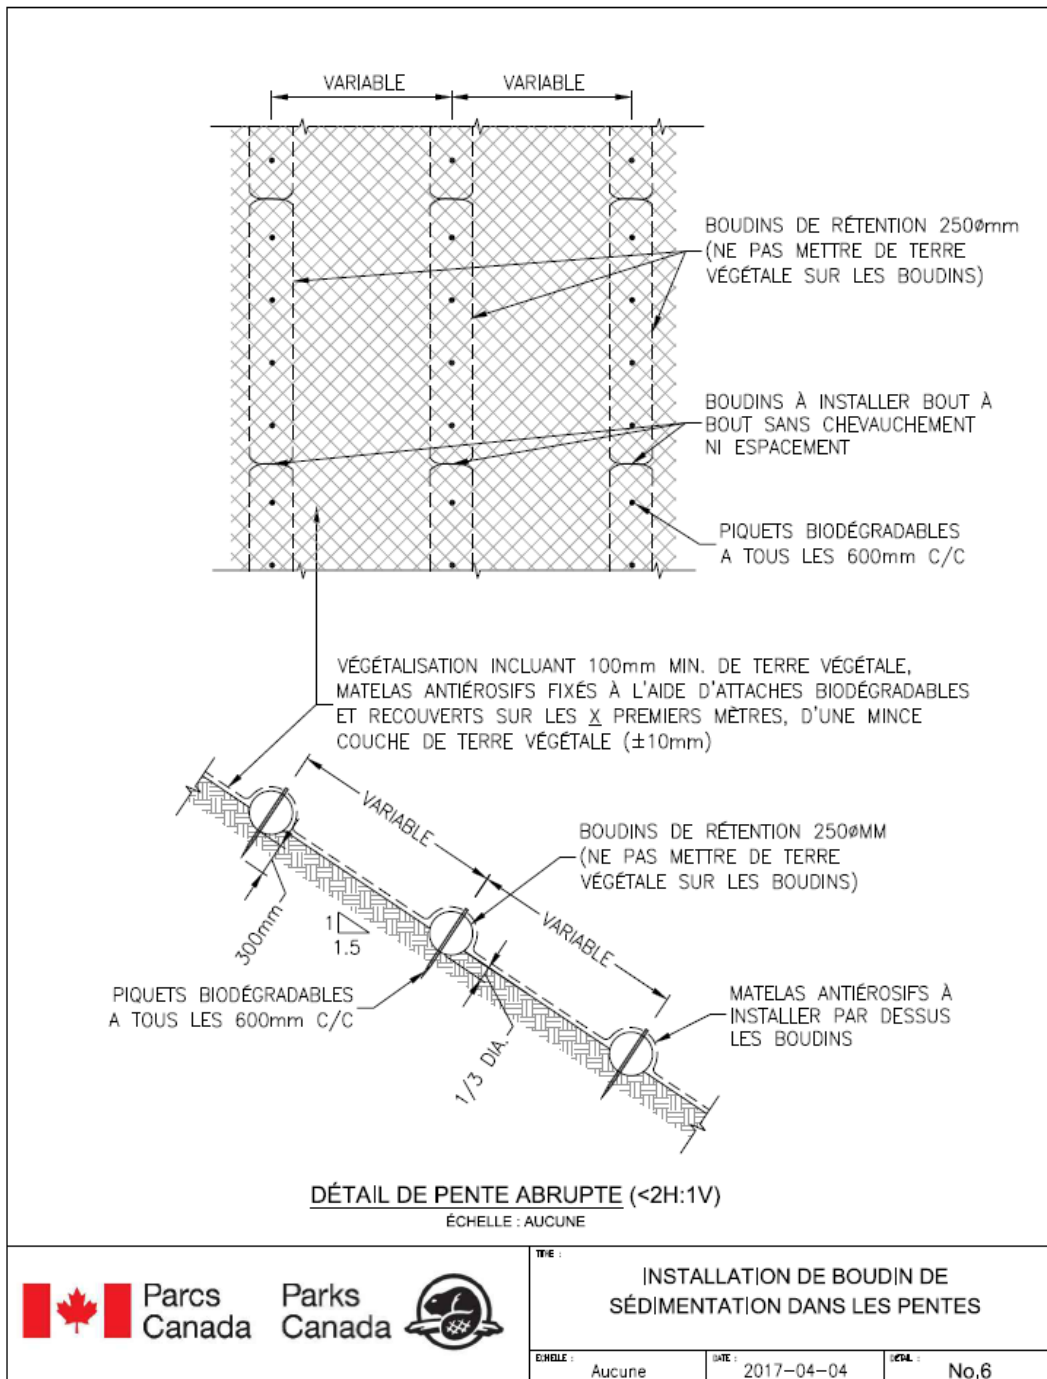 VARIABLE
VARIABLE
BOUDINS DE RÉTENTION 250ømm
(NE PAS METTRE DE TERRE
VÉGÉTALE SUR LES BOUDINS)
BOUDINS À INSTALLER BOUT À
BOUT SANS CHEVAUCHEMENT
NI ESPACEMENT
PIQUETS BIODÉGRADABLES
A TOUS LES 600mm C/C
VÉGÉTALISATION INCLUANT 100mm MIN. DE TERRE VÉGÉTALE,
MATELAS ANTIÉROSIFS FIXÉS À L'AIDE D'ATTACHES BIODÉGRADABLES
ET RECOUVERTS SUR LES X PREMIERS MÈTRES, D'UNE MINCE
COUCHE DE TERRE VÉGÉTALE (±10mm)
VARIABLE
BOUDINS DE RÉTENTION 250øMM
(NE PAS METTRE DE TERRE
VÉGÉTALE SUR LES BOUDINS)
VARIABLE
300mm
1
1.5
PIQUETS BIODÉGRADABLES
A TOUS LES 600mm C/C
1/3 DIA.
MATELAS ANTIÉROSIFS À
INSTALLER PAR DESSUS
LES BOUDINS
DÉTAIL DE PENTE ABRUPTE (<2H:1V)
ÉCHELLE : AUCUNE
Parcs
Canada
Parks
Canada
TITRE :
INSTALLATION DE BOUDIN DE
SÉDIMENTATION DANS LES PENTES
ECHELLE :
Aucune
DATE :
2017-04-04
DÉTAIL :
No.6